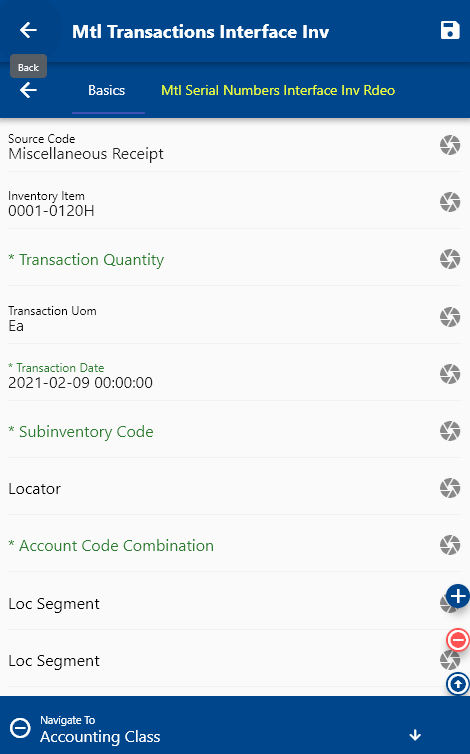 Mtl Transactions Interface Inv
Back
Basics
Mtl Serial Numbers Interface Inv Rdeo
Source Code
Miscellaneous Receipt
Inventory Item
0001-0120H
* Transaction Quantity
Transaction Uom
Ea
* Transaction Date
2021-02-09 00:00:00
* Subinventory Code
Locator
* Account Code Combination
Loc Segment
Loc Segment
Navigate To
Accounting Class